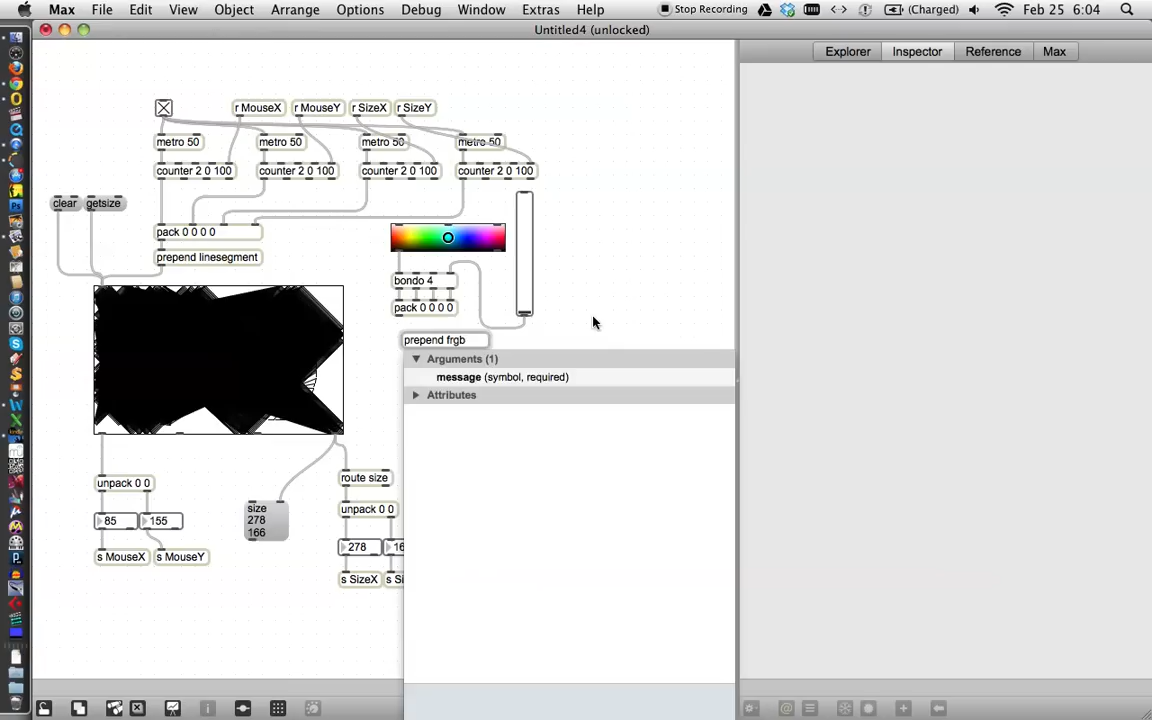 Max File Edit View Object Arrange Options Debug Window Extras Help
Stop Recording (Charged) Feb 25 6:04
Untitled4 (unlocked)
Explorer Inspector Reference Max
r MouseX r MouseY r SizeX r SizeY
metro 50 metro 50 metro 50 metro 50
counter 2 0 100 counter 2 0 100 counter 2 0 100 counter 2 0 100
clear getsize
pack 0 0 0 0
prepend linesegment
bondo 4
pack 0 0 0 0
prepend frgb
Arguments (1)
message (symbol, required)
Attributes
route size
unpack 0 0
size
278
166
unpack 0 0
85 155
278 16
s MouseX s MouseY
s SizeX s Si